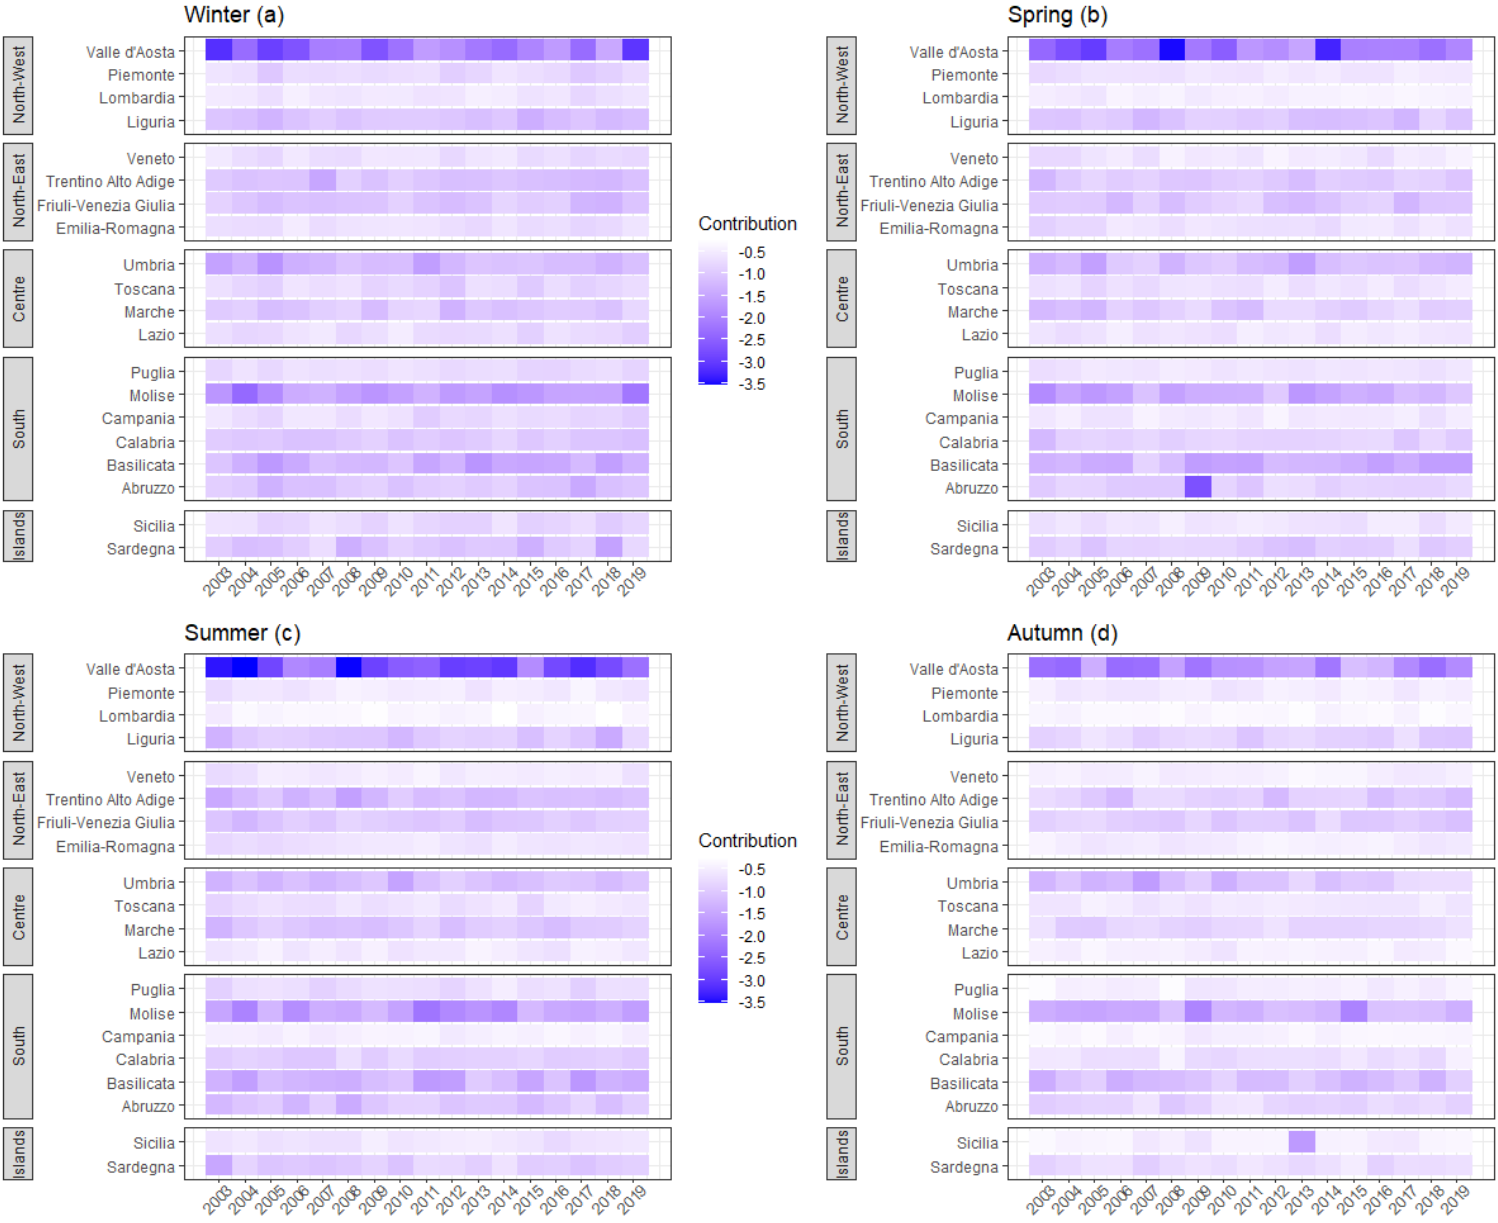 Winter (a)
North-West
Valle d'Aosta
Piemonte
Lombardia
Liguria
North-East
Veneto
Trentino Alto Adige
Friuli-Venezia Giulia
Emilia-Romagna
Centre
Umbria
Toscana
Marche
Lazio
South
Puglia
Molise
Campania
Calabria
Basilicata
Abruzzo
Islands
Sicilia
Sardegna
2003 2004 2005 2006 2007 2008 2009 2010 2011 2012 2013 2014 2015 2016 2017 2018 2019
Contribution
-0.5
-1.0
-1.5
-2.0
-2.5
-3.0
-3.5
Spring (b)
North-West
Valle d'Aosta
Piemonte
Lombardia
Liguria
North-East
Veneto
Trentino Alto Adige
Friuli-Venezia Giulia
Emilia-Romagna
Centre
Umbria
Toscana
Marche
Lazio
South
Puglia
Molise
Campania
Calabria
Basilicata
Abruzzo
Islands
Sicilia
Sardegna
2003 2004 2005 2006 2007 2008 2009 2010 2011 2012 2013 2014 2015 2016 2017 2018 2019
Summer (c)
North-West
Valle d'Aosta
Piemonte
Lombardia
Liguria
North-East
Veneto
Trentino Alto Adige
Friuli-Venezia Giulia
Emilia-Romagna
Centre
Umbria
Toscana
Marche
Lazio
South
Puglia
Molise
Campania
Calabria
Basilicata
Abruzzo
Islands
Sicilia
Sardegna
2003 2004 2005 2006 2007 2008 2009 2010 2011 2012 2013 2014 2015 2016 2017 2018 2019
Contribution
-0.5
-1.0
-1.5
-2.0
-2.5
-3.0
-3.5
Autumn (d)
North-West
Valle d'Aosta
Piemonte
Lombardia
Liguria
North-East
Veneto
Trentino Alto Adige
Friuli-Venezia Giulia
Emilia-Romagna
Centre
Umbria
Toscana
Marche
Lazio
South
Puglia
Molise
Campania
Calabria
Basilicata
Abruzzo
Islands
Sicilia
Sardegna
2003 2004 2005 2006 2007 2008 2009 2010 2011 2012 2013 2014 2015 2016 2017 2018 2019